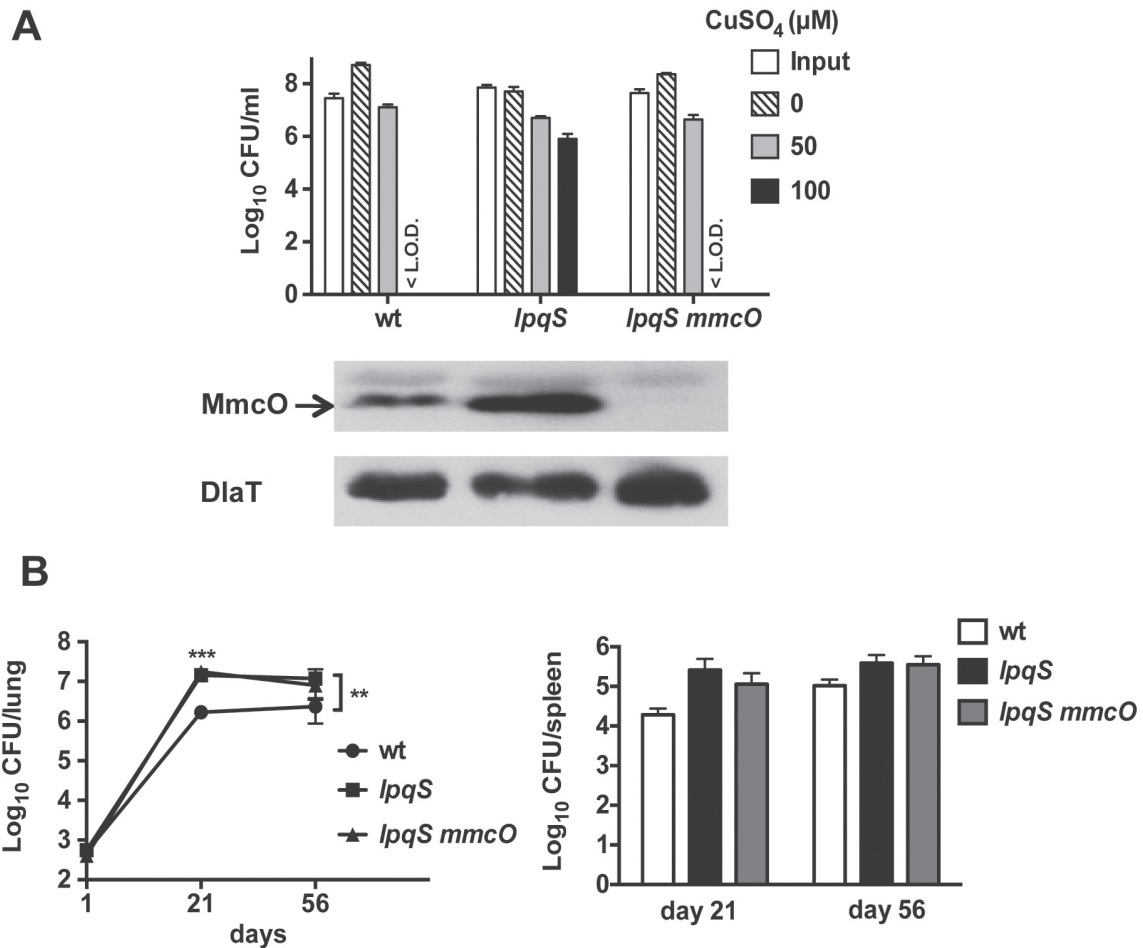 A
CuSO4 (µM)
Input
0
50
100
Log10 CFU/ml
8
6
4
2
0
< L.O.D.
< L.O.D.
wt
lpqS
lpqS mmcO
MmcO
DlaT
B
Log10 CFU/lung
8
7
6
5
4
3
2
***
**
wt
lpqS
lpqS mmcO
1
21
56
days
Log10 CFU/spleen
6
5
4
3
2
1
0
wt
lpqS
lpqS mmcO
day 21
day 56